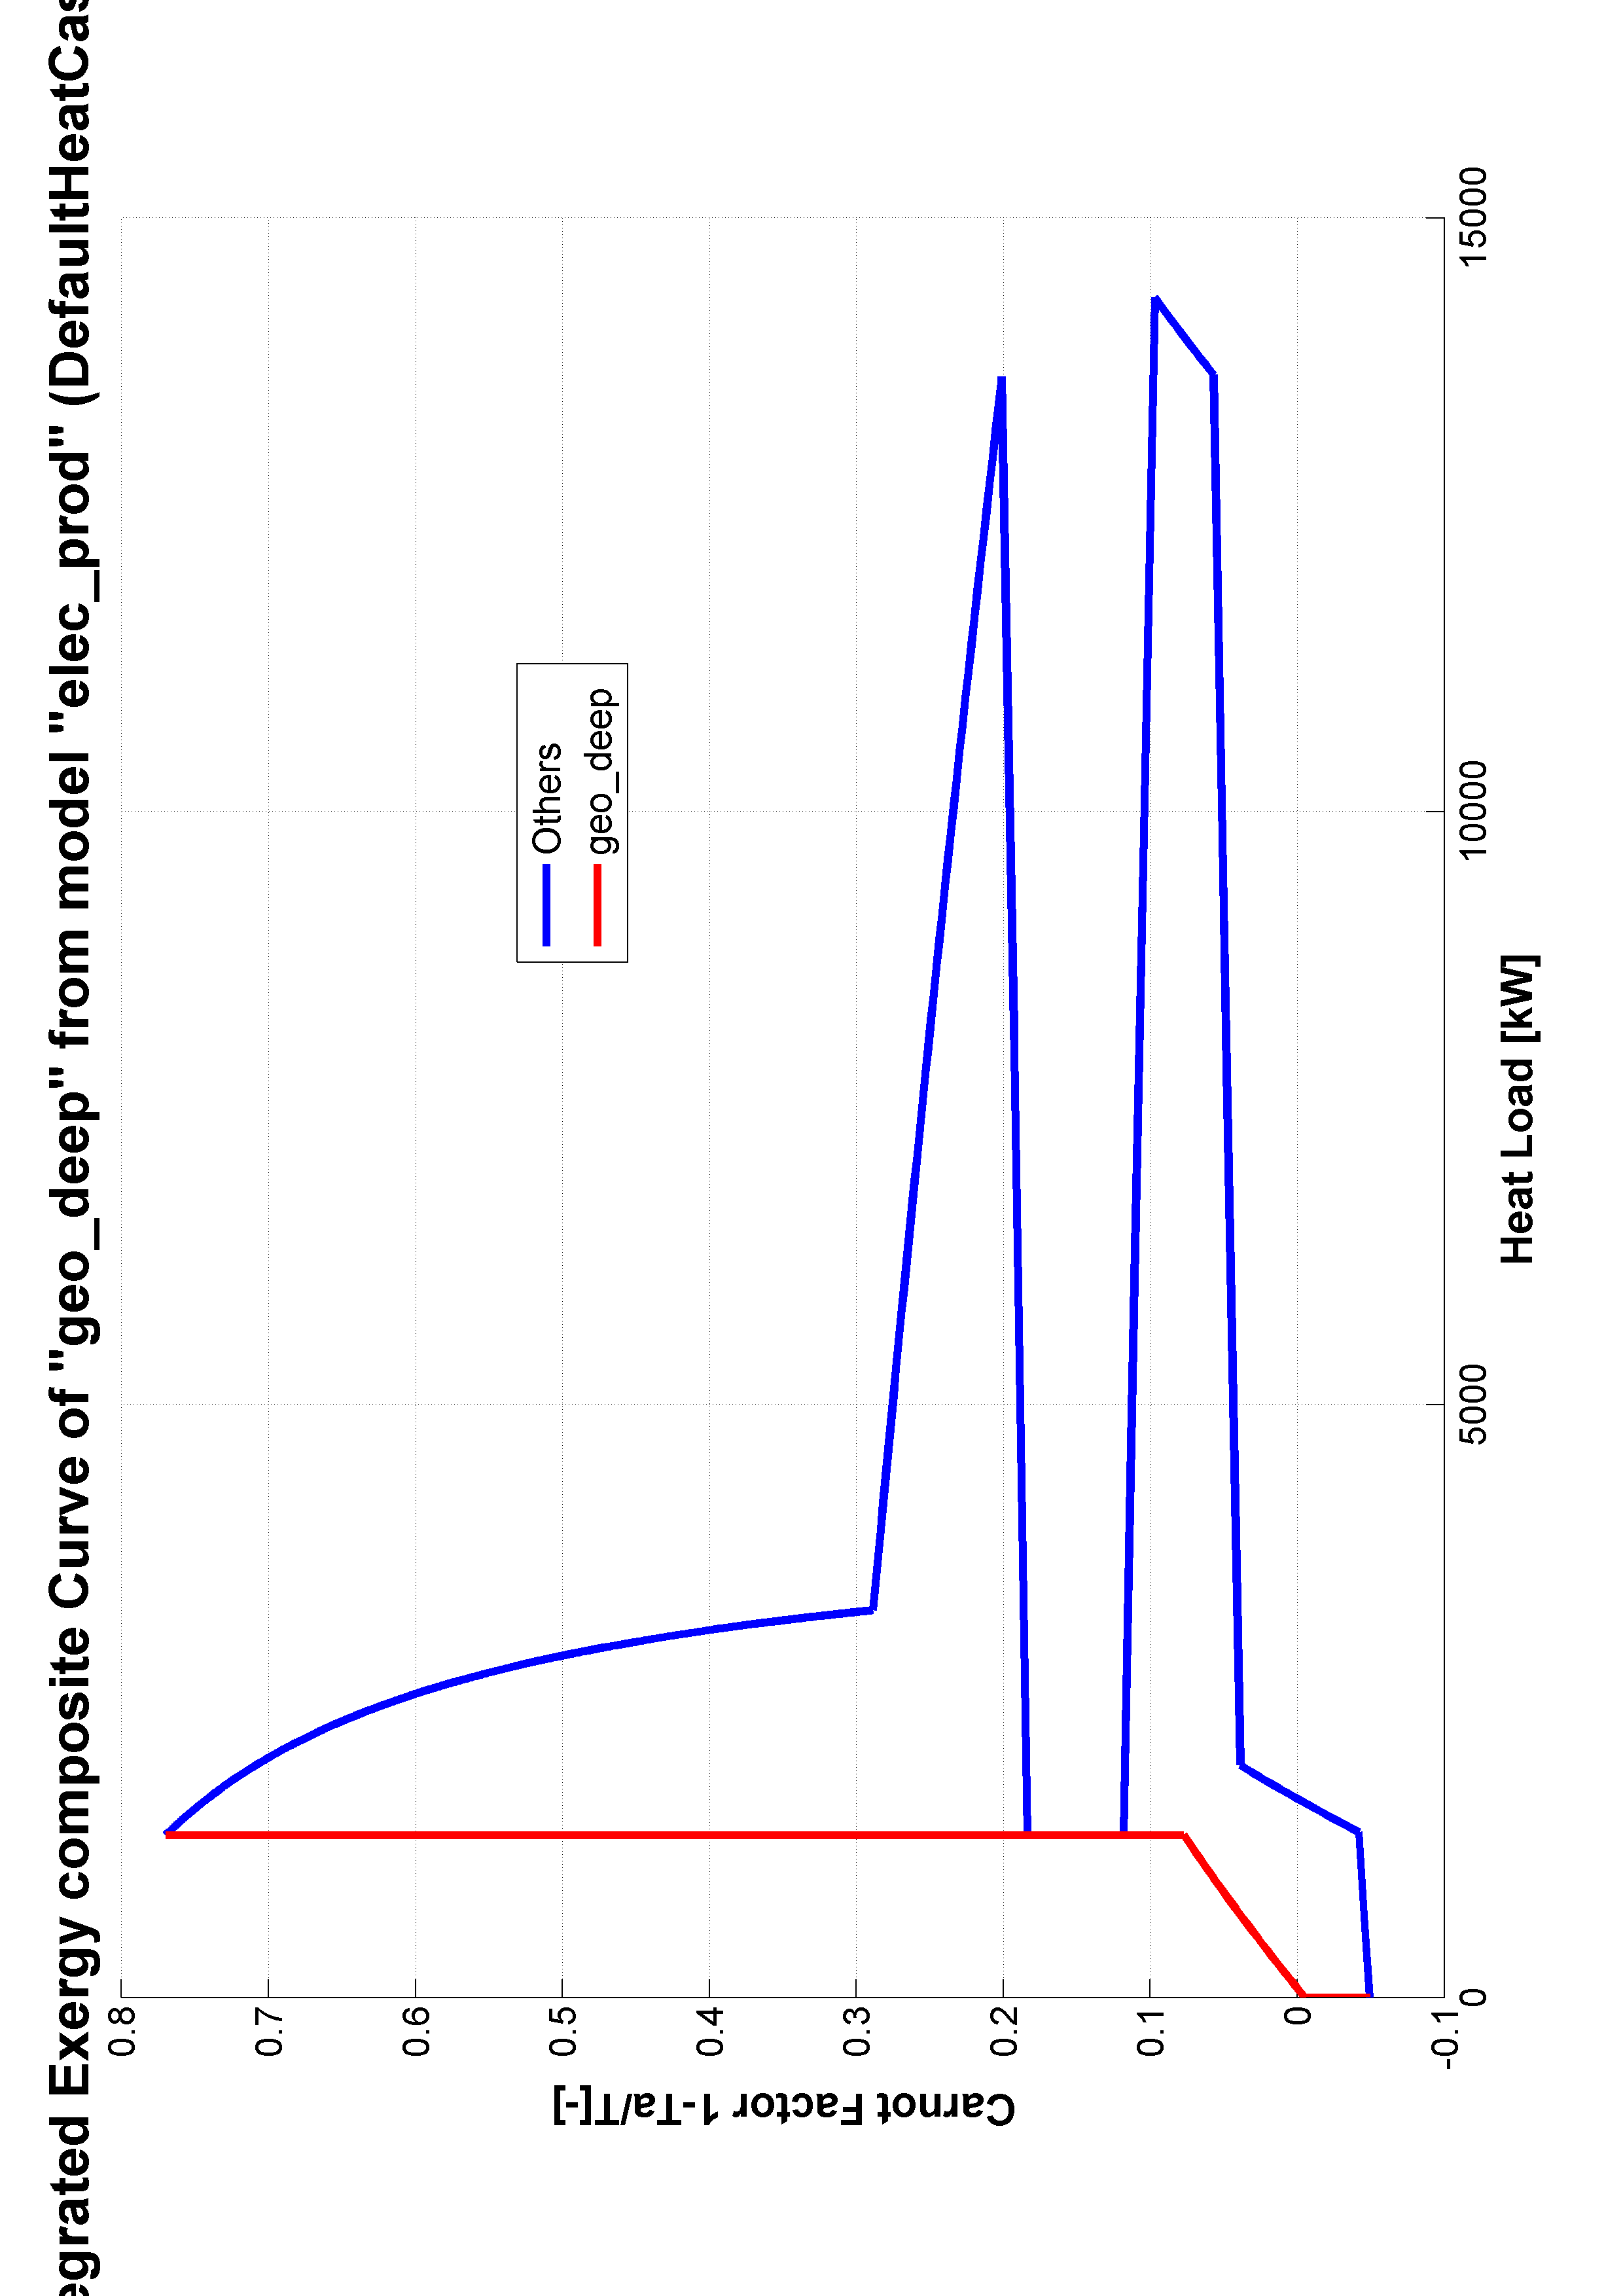 egrated Exergy composite Curve of "geo_deep" from model "elec_prod" (DefaultHeatCas
Carnot Factor 1-Ta/T[-]
0.8
0.7
0.6
0.5
0.4
0.3
0.2
0.1
0
-0.1
Others
geo_deep
0
5000
10000
15000
Heat Load [kW]